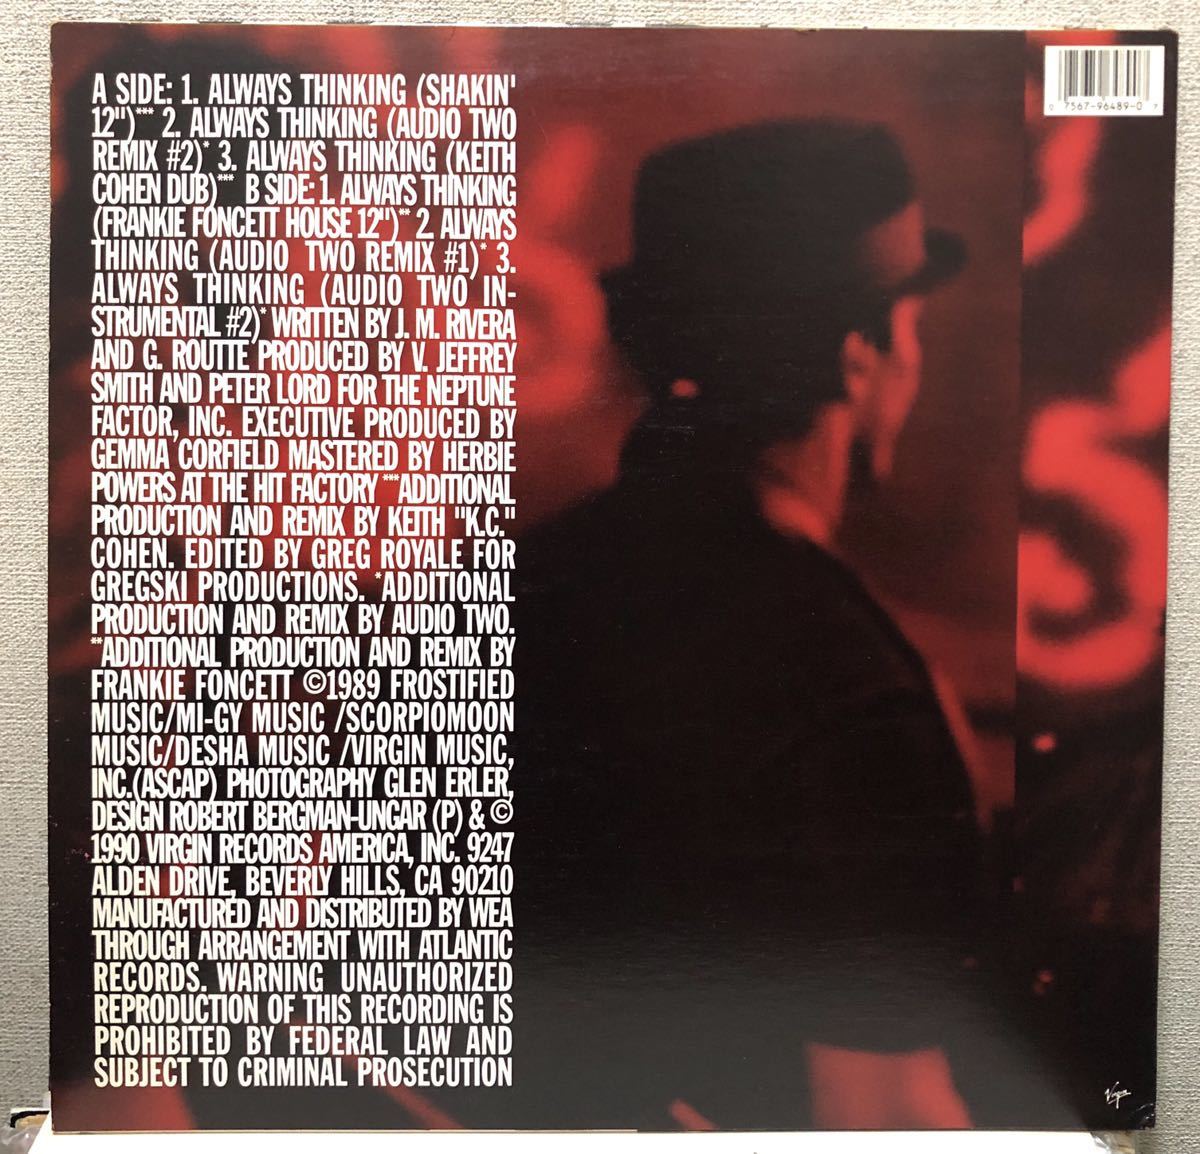 A SIDE: 1. ALWAYS THINKING (SHAKIN'
12")*** 2. ALWAYS THINKING (AUDIO TWO
REMIX #2)* 3. ALWAYS THINKING (KEITH
COHEN DUB)*** B SIDE: 1. ALWAYS THINKING
(FRANKIE FONCETT HOUSE 12")** 2. ALWAYS
THINKING (AUDIO TWO REMIX #1)* 3.
ALWAYS THINKING (AUDIO TWO IN-
STRUMENTAL #2)* WRITTEN BY J. M. RIVERA
AND G. ROUTTE PRODUCED BY V. JEFFREY
SMITH AND PETER LORD FOR THE NEPTUNE
FACTOR, INC. EXECUTIVE PRODUCED BY
GEMMA CORFIELD MASTERED BY HERBIE
POWERS AT THE HIT FACTORY ***ADDITIONAL
PRODUCTION AND REMIX BY KEITH "K.C."
COHEN. EDITED BY GREG ROYALE FOR
GREGSKI PRODUCTIONS. *ADDITIONAL
PRODUCTION AND REMIX BY AUDIO TWO.
**ADDITIONAL PRODUCTION AND REMIX BY
FRANKIE FONCETT ©1989 FROSTIFIED
MUSIC/MI-GY MUSIC /SCORPIOMOON
MUSIC/DESHA MUSIC /VIRGIN MUSIC,
INC.(ASCAP) PHOTOGRAPHY GLEN ERLER,
DESIGN ROBERT BERGMAN-UNGAR (P) & ©
1990 VIRGIN RECORDS AMERICA, INC. 9247
ALDEN DRIVE, BEVERLY HILLS, CA 90210
MANUFACTURED AND DISTRIBUTED BY WEA
THROUGH ARRANGEMENT WITH ATLANTIC
RECORDS. WARNING UNAUTHORIZED
REPRODUCTION OF THIS RECORDING IS
PROHIBITED BY FEDERAL LAW AND
SUBJECT TO CRIMINAL PROSECUTION
0 7567-96489-0 7
Virgin